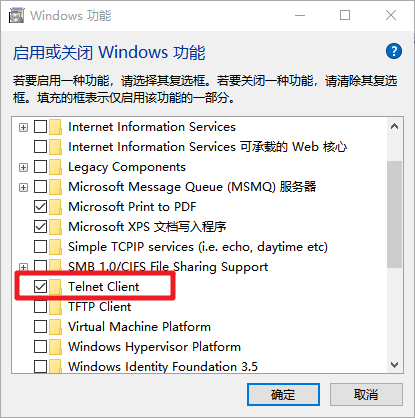 Windows 功能
启用或关闭 Windows 功能
若要启用一种功能，请选择其复选框。若要关闭一种功能，请清除其复选
框。填充的框表示仅启用该功能的一部分。
Internet Information Services
Internet Information Services 可承载的 Web 核心
Legacy Components
Microsoft Message Queue (MSMQ) 服务器
Microsoft Print to PDF
Microsoft XPS 文档写入程序
Simple TCPIP services (i.e. echo, daytime etc)
SMB 1.0/CIFS File Sharing Support
Telnet Client
TFTP Client
Virtual Machine Platform
Windows Hypervisor Platform
Windows Identity Foundation 3.5
确定
取消